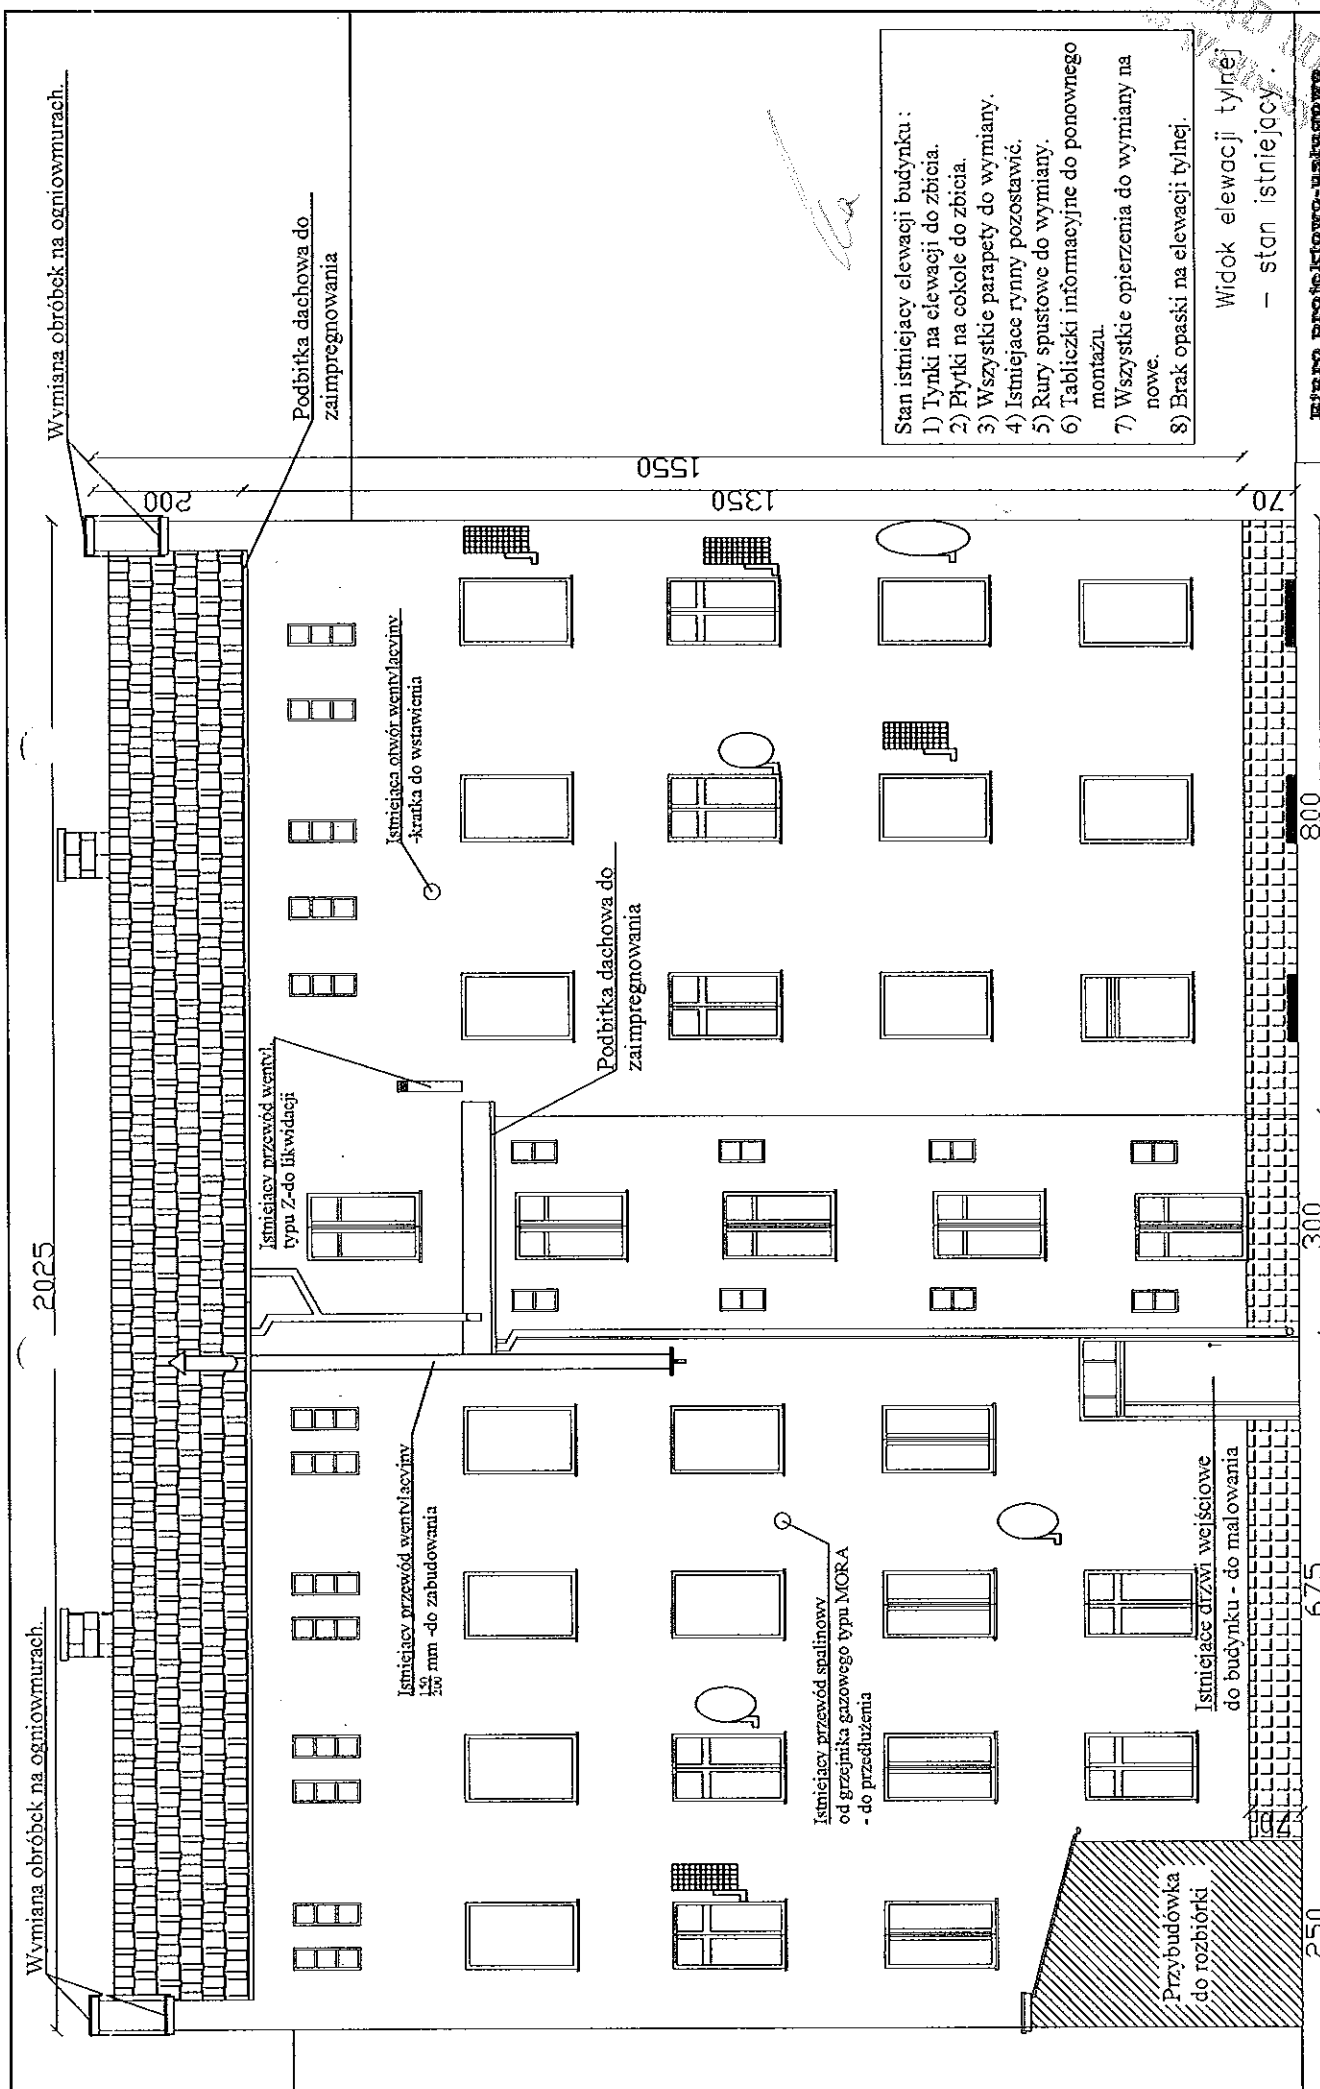 Wymiana obróbek na ogniowmurach.
2025
Wymiana obróbek na ogniowmurach.
Podbitka dachowa do
zaimpregnowania
200
1550
1350
70
Istniejący przewód wentyl.
typu Z-do likwidacji
Istniejąca otwór wentylacyjny
-kratka do wstawienia
Podbitka dachowa do
zaimpregnowania
Istniejący przewód wentylacyjny
150
200 mm -do zabudowania
Istniejący przewód spalinowy
od grzejnika gazowego typu MORA
- do przedłużenia
Istniejące drzwi wejściowe
do budynku - do malowania
Przybudówka
do rozbiórki
70
250
675
300
800
Stan istniejacy elewacji budynku :
1) Tynki na elewacji do zbicia.
2) Płytki na cokole do zbicia.
3) Wszystkie parapety do wymiany.
4) Istniejace rynny pozostawić.
5) Rury spustowe do wymiany.
6) Tabliczki informacyjne do ponownego
montażu.
7) Wszystkie opierzenia do wymiany na
nowe.
8) Brak opaski na elewacji tylnej.
Widok elewacji tylnej
– stan istniejący.